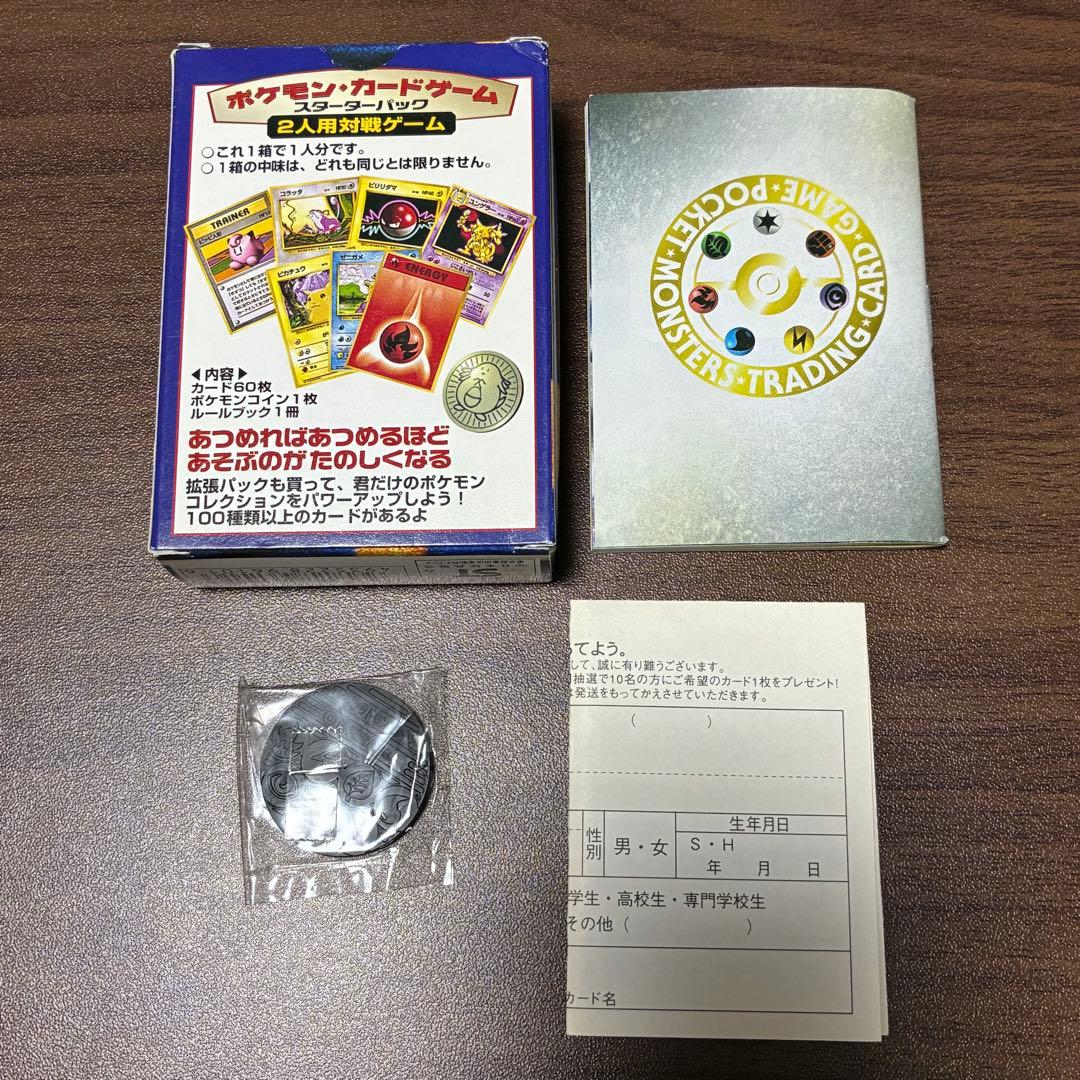 ポケモン・カードゲーム
スターターパック
2人用対戦ゲーム
○これ1箱で1人分です。
○1箱の中味は、どれも同じとは限りません。
TRAINER
コラッタ
ビリリダマ
ユンゲラー
ピカチュウ
ゼニガメ
ENERGY
◀内容▶
カード60枚
ポケモンコイン1枚
ルールブック1冊
あつめればあつめるほど
あそぶのがたのしくなる
拡張パックも買って、君だけのポケモン
コレクションをパワーアップしよう!
100種類以上のカードがあるよ
POCKET★MONSTERS★TRADING★CARD★GAME★
てよう。
して、誠に有り難うございます。
抽選で10名の方にご希望のカード1枚をプレゼント!
発送をもってかえさせていただきます。
( )
性別
男・女
生年月日
S・H
年 月 日
学生・高校生・専門学校生
その他( )
カード名